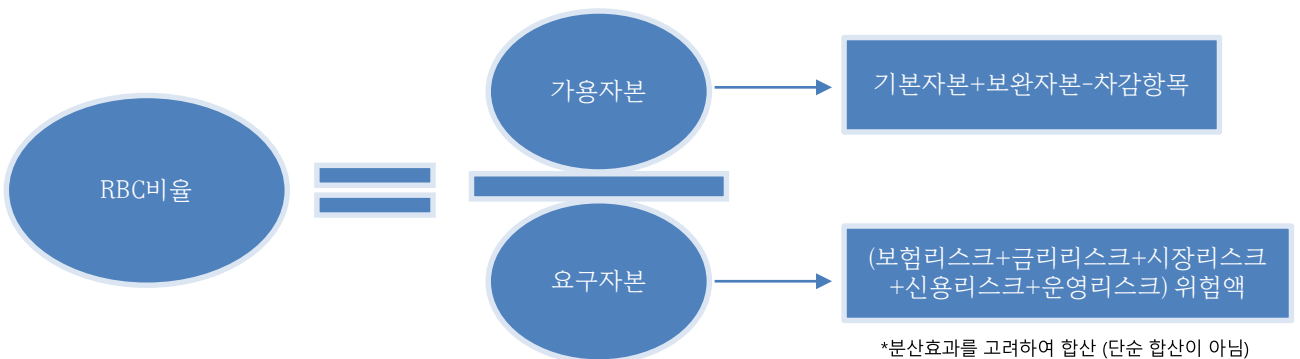 가용자본
기본자본+보완자본-차감항목
RBC비율
요구자본
(보험리스크+금리리스크+시장리스크
+신용리스크+운영리스크) 위험액
*분산효과를 고려하여 합산 (단순 합산이 아님)